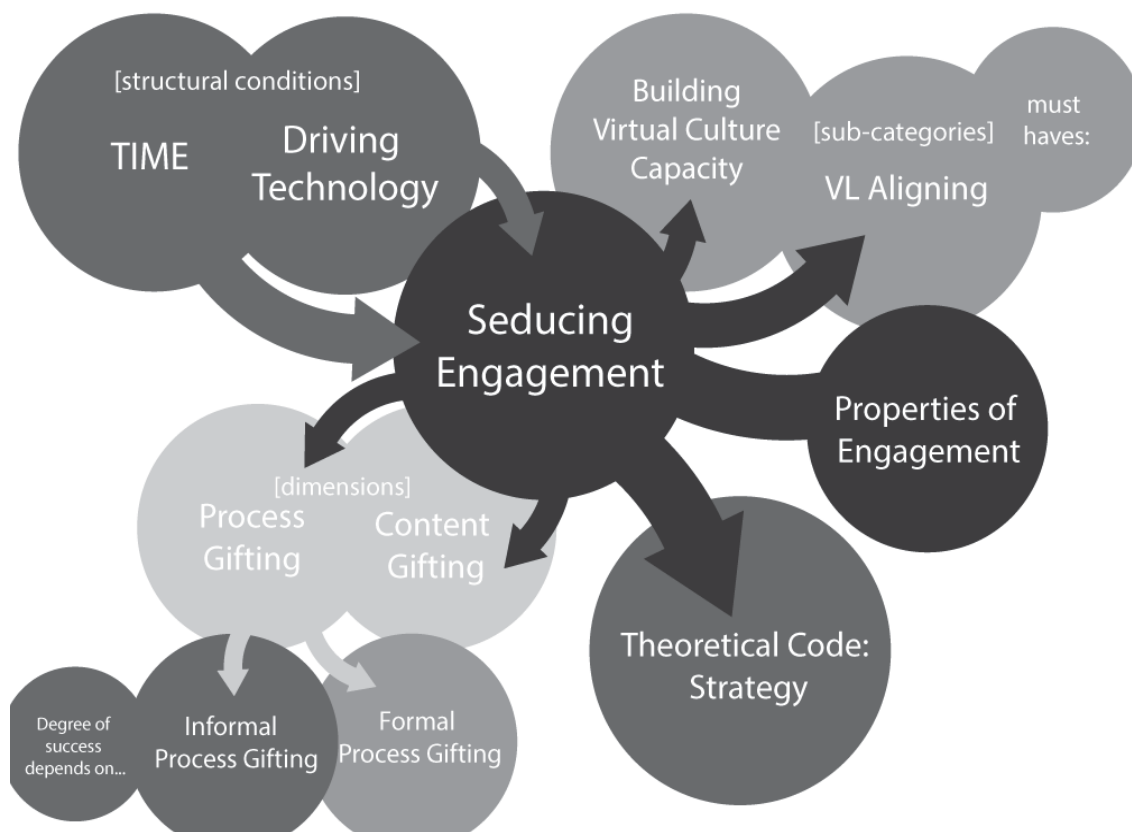 [structural conditions]
TIME
Driving
Technology
Building
Virtual Culture
Capacity
[sub-categories]
VL Aligning
must
haves:
Seducing
Engagement
Properties of
Engagement
[dimensions]
Process
Gifting
Content
Gifting
Theoretical Code:
Strategy
Degree of
success
depends on...
Informal
Process Gifting
Formal
Process Gifting